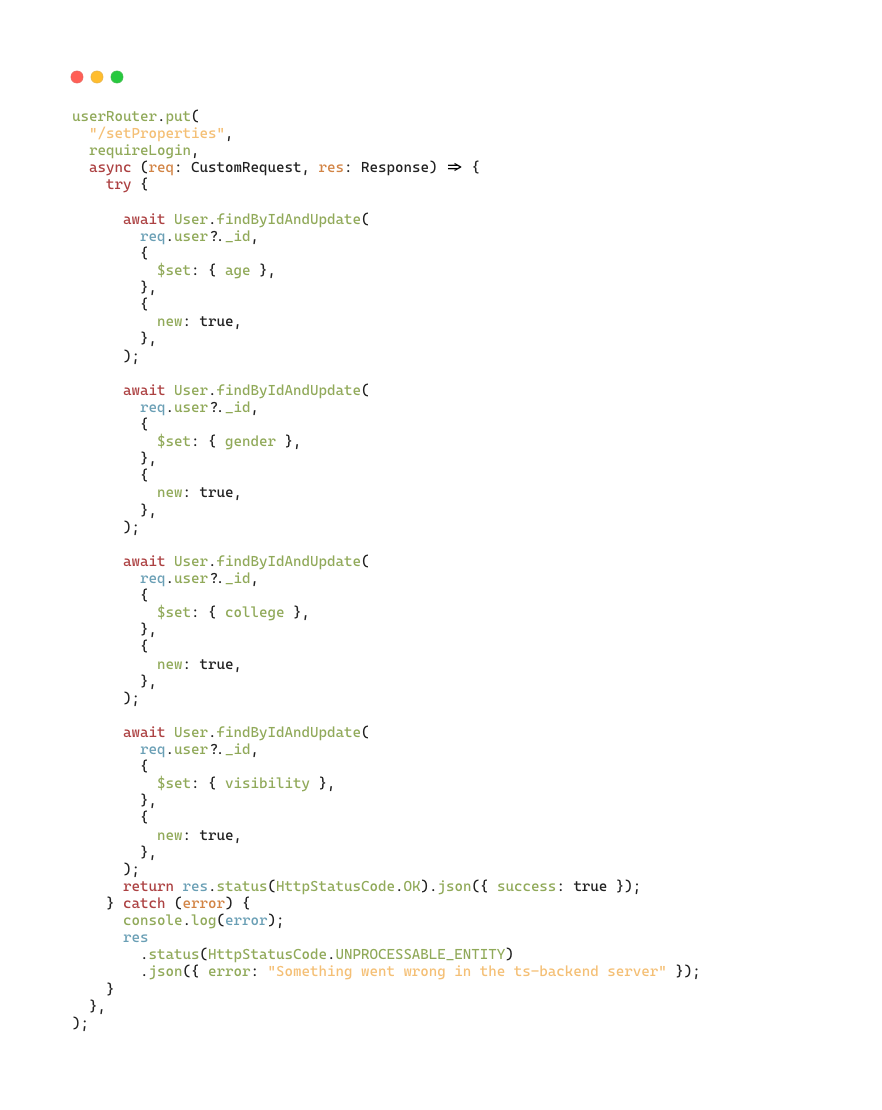 userRouter.put(
  "/setProperties",
  requireLogin,
  async (req: CustomRequest, res: Response) => {
    try {

      await User.findByIdAndUpdate(
        req.user?._id,
        {
          $set: { age },
        },
        {
          new: true,
        },
      );

      await User.findByIdAndUpdate(
        req.user?._id,
        {
          $set: { gender },
        },
        {
          new: true,
        },
      );

      await User.findByIdAndUpdate(
        req.user?._id,
        {
          $set: { college },
        },
        {
          new: true,
        },
      );

      await User.findByIdAndUpdate(
        req.user?._id,
        {
          $set: { visibility },
        },
        {
          new: true,
        },
      );
      return res.status(HttpStatusCode.OK).json({ success: true });
    } catch (error) {
      console.log(error);
      res
        .status(HttpStatusCode.UNPROCESSABLE_ENTITY)
        .json({ error: "Something went wrong in the ts-backend server" });
    }
  },
);